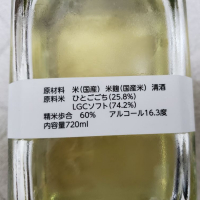 原材料　米(国産) 米麹(国産米) 清酒
原料米　ひとごこち(25.8%)
LGCソフト(74.2%)
精米歩合　60%　　アルコール16.3度
内容量720ml